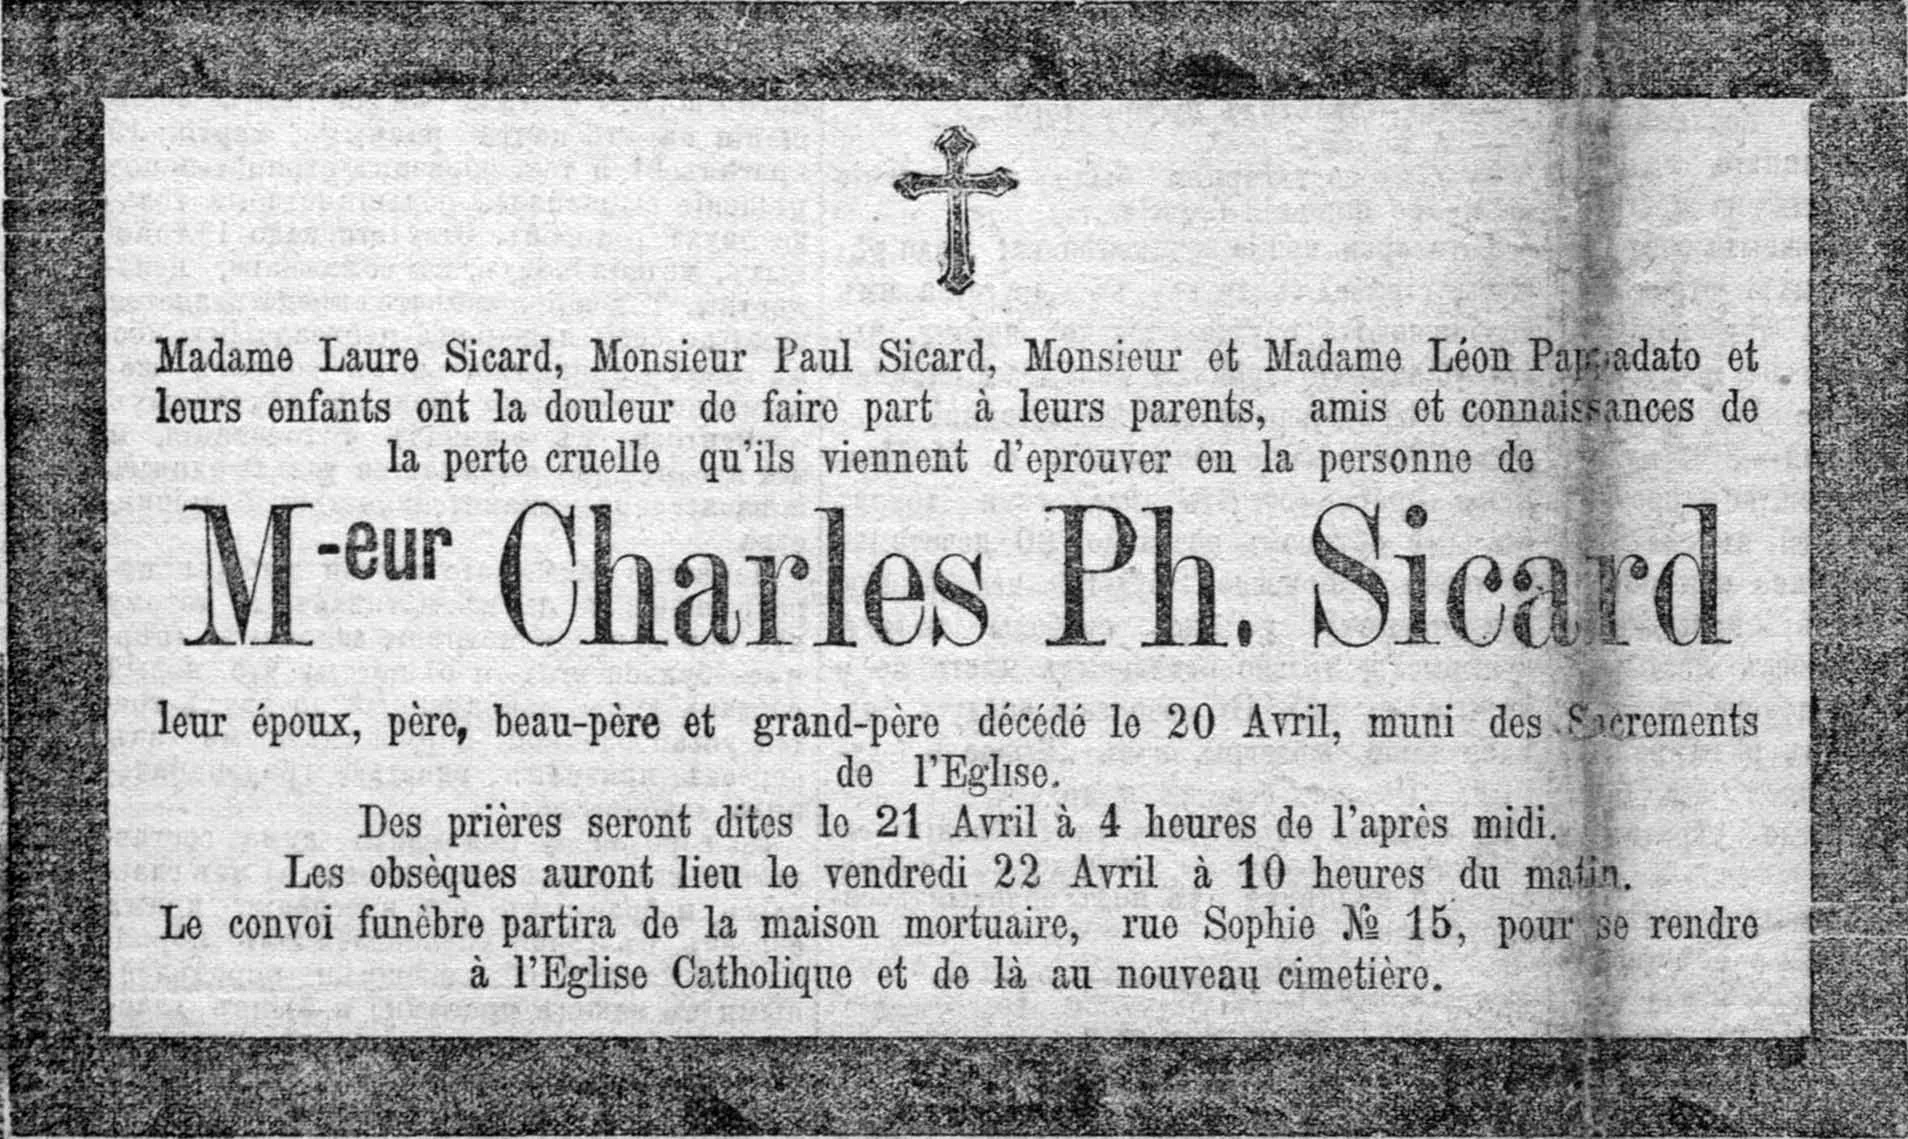 Madame Laure Sicard, Monsieur Paul Sicard, Monsieur et Madame Léon Pappadato et
leurs enfants ont la douleur de faire part à leurs parents, amis et connaissances de
la perte cruelle qu'ils viennent d'eprouver en la personne de
M-eur Charles Ph. Sicard
leur époux, père, beau-père et grand-père décédé le 20 Avril, muni des Sacrements
de l'Eglise.
Des prières seront dites le 21 Avril à 4 heures de l'après midi.
Les obsèques auront lieu le vendredi 22 Avril à 10 heures du matin.
Le convoi funèbre partira de la maison mortuaire, rue Sophie № 15, pour se rendre
à l'Eglise Catholique et de là au nouveau cimetière.